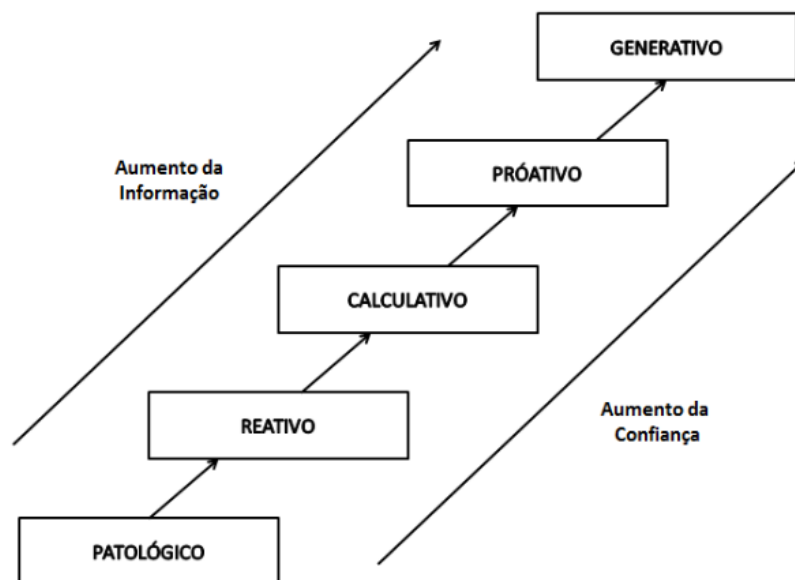 GENERATIVO
Aumento da
Informação
PRÓATIVO
CALCULATIVO
REATIVO
Aumento da
Confiança
PATOLÓGICO